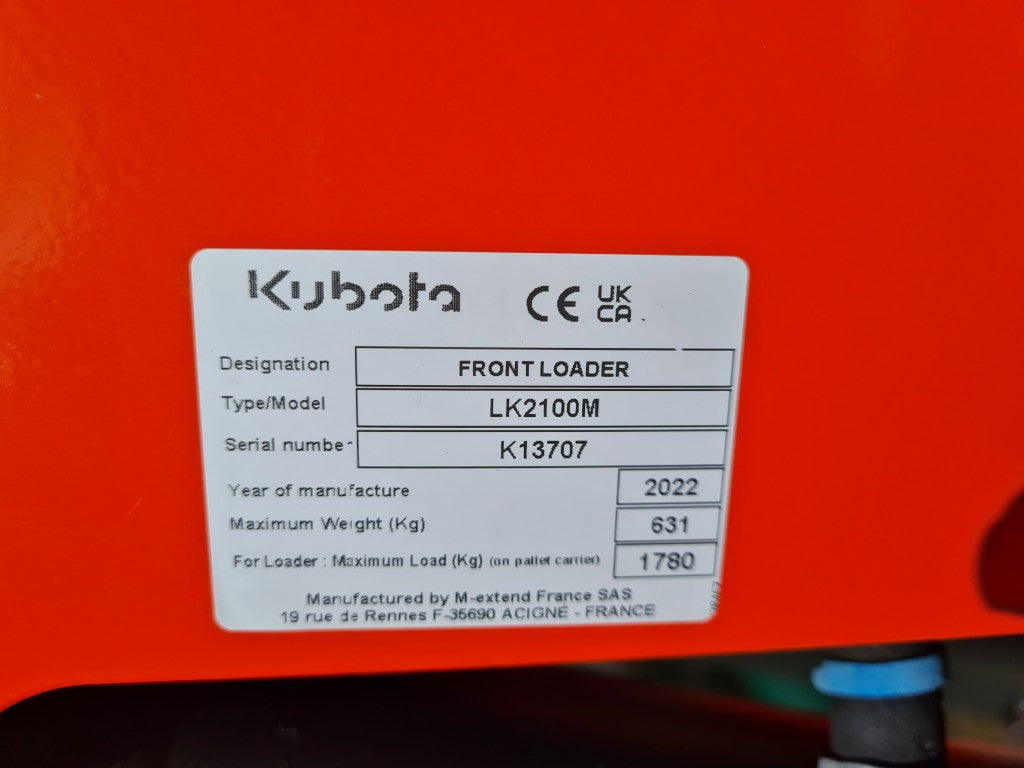 Kubota CE UK CA
Designation FRONT LOADER
Type/Model LK2100M
Serial numbe K13707
Year of manufacture 2022
Maximum Weight (Kg) 631
For Loader : Maximum Load (Kg) (on pallet carrier) 1780
Manufactured by M-extend France SAS
19 rue de Rennes F-35690 ACIGNÉ - FRANCE